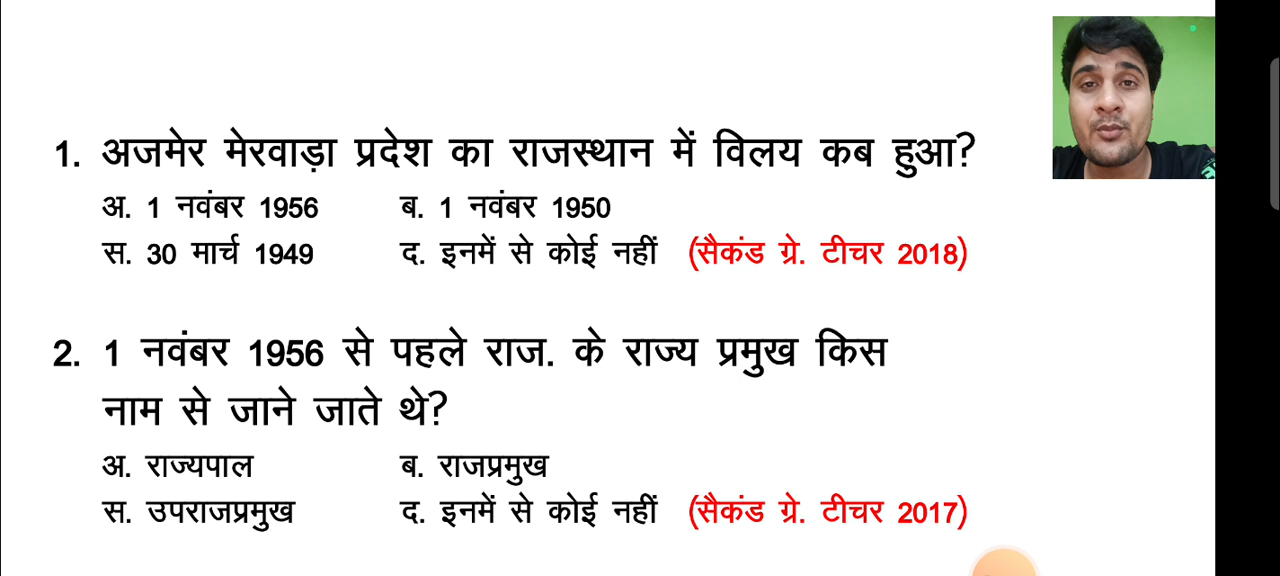 1. अजमेर मेरवाड़ा प्रदेश का राजस्थान में विलय कब हुआ?
अ. 1 नवंबर 1956 ब. 1 नवंबर 1950
स. 30 मार्च 1949 द. इनमें से कोई नहीं (सैकंड ग्रे. टीचर 2018)
2. 1 नवंबर 1956 से पहले राज. के राज्य प्रमुख किस
नाम से जाने जाते थे?
अ. राज्यपाल ब. राजप्रमुख
स. उपराजप्रमुख द. इनमें से कोई नहीं (सैकंड ग्रे. टीचर 2017)